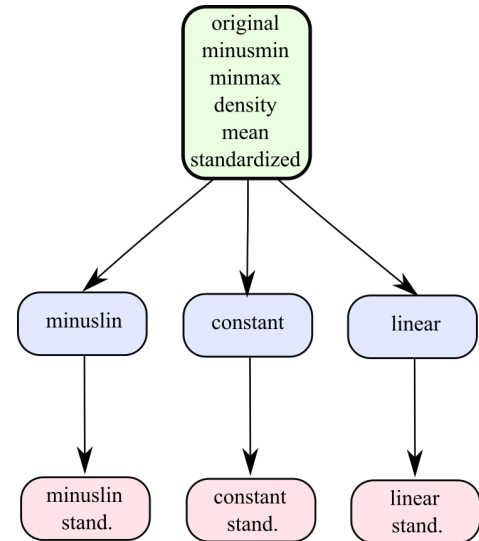 original
minusmin
minmax
density
mean
standardized
minuslin
constant
linear
minuslin
stand.
constant
stand.
linear
stand.